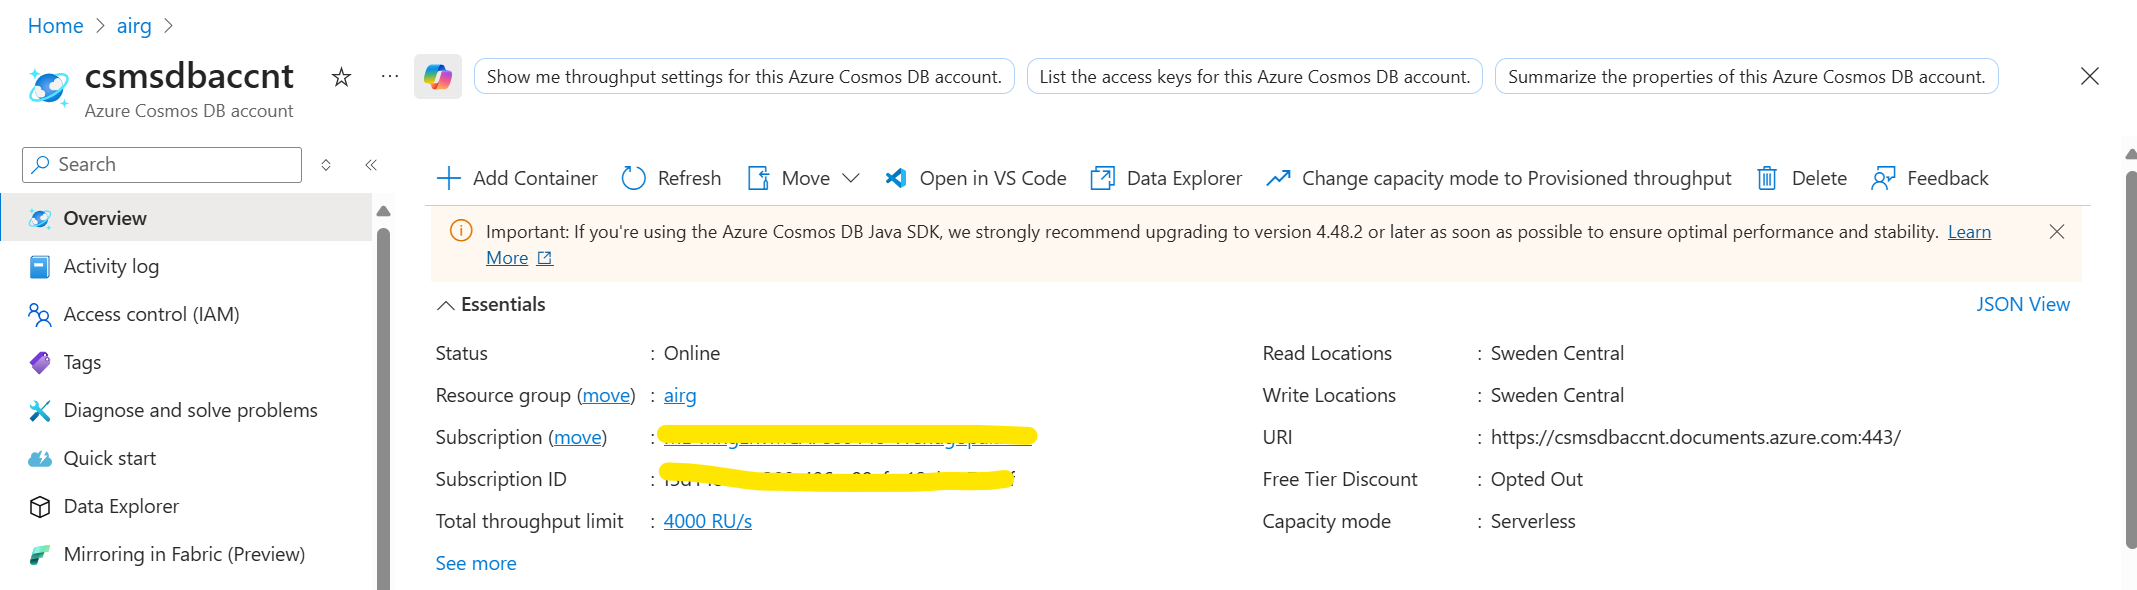 Home > airg >
csmsdbaccnt
Azure Cosmos DB account
Show me throughput settings for this Azure Cosmos DB account.
List the access keys for this Azure Cosmos DB account.
Summarize the properties of this Azure Cosmos DB account.
Search
Overview
Activity log
Access control (IAM)
Tags
Diagnose and solve problems
Quick start
Data Explorer
Mirroring in Fabric (Preview)
Add Container Refresh Move Open in VS Code Data Explorer Change capacity mode to Provisioned throughput Delete Feedback
Important: If you're using the Azure Cosmos DB Java SDK, we strongly recommend upgrading to version 4.48.2 or later as soon as possible to ensure optimal performance and stability. Learn
More
Essentials
JSON View
Status : Online
Resource group (move) : airg
Subscription (move) :
Subscription ID :
Total throughput limit : 4000 RU/s
See more
Read Locations : Sweden Central
Write Locations : Sweden Central
URI : https://csmsdbaccnt.documents.azure.com:443/
Free Tier Discount : Opted Out
Capacity mode : Serverless